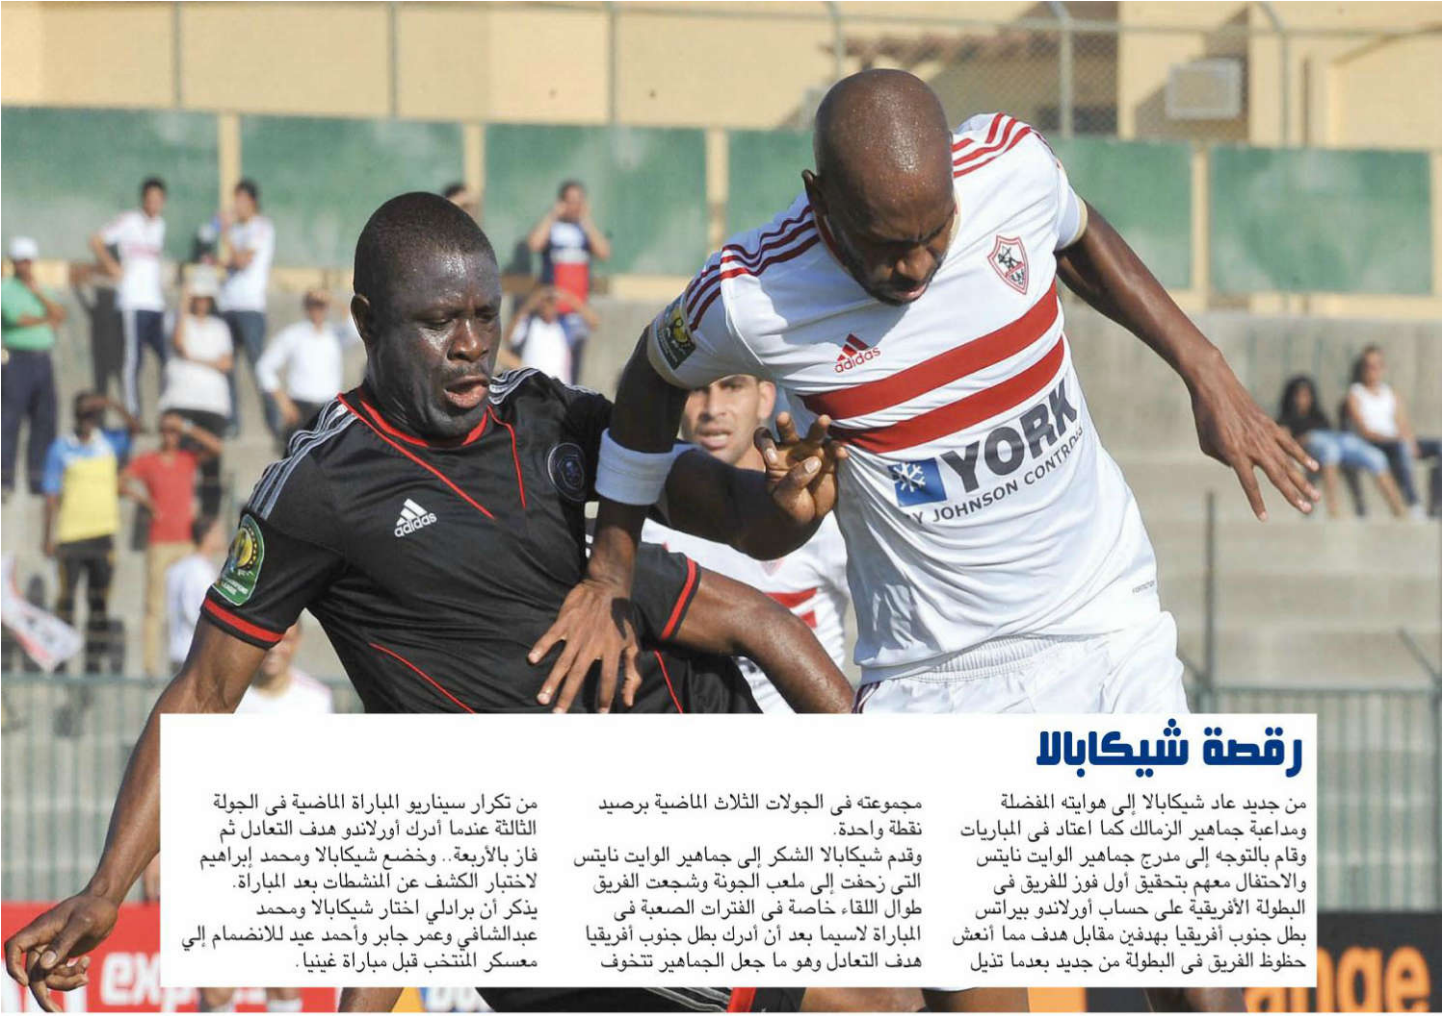 adidas
YORK
BY JOHNSON CONTROLS
adidas
رقصة شيكابالا
من جديد عاد شيكابالا إلى هوايته المفضلة
ومداعبة جماهير الزمالك كما اعتاد فى المباريات
وقام بالتوجه إلى مدرج جماهير الوايت نايتس
والاحتفال معهم بتحقيق أول فوز للفريق فى
البطولة الأفريقية على حساب أورلاندو بيراتس
بطل جنوب أفريقيا بهدفين مقابل هدف مما أنعش
حظوظ الفريق فى البطولة من جديد بعدما تذيل
مجموعته فى الجولات الثلاث الماضية برصيد
نقطة واحدة.
وقدم شيكابالا الشكر إلى جماهير الوايت نايتس
التى زحفت إلى ملعب الجونة وشجعت الفريق
طوال اللقاء خاصة فى الفترات الصعبة فى
المباراة لاسيما بعد أن أدرك بطل جنوب أفريقيا
هدف التعادل وهو ما جعل الجماهير تتخوف
من تكرار سيناريو المباراة الماضية فى الجولة
الثالثة عندما أدرك أورلاندو هدف التعادل ثم
فاز بالأربعة.. وخضع شيكابالا ومحمد إبراهيم
لاختبار الكشف عن المنشطات بعد المباراة.
يذكر أن برادلي اختار شيكابالا ومحمد
عبدالشافي وعمر جابر وأحمد عيد للانضمام إلي
معسكر المنتخب قبل مباراة غينيا.